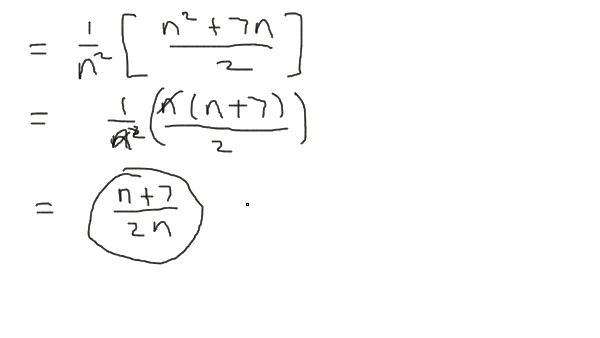 = 1/n² [ (n² + 7n)/2 ]
= 1/n² ( n(n+7)/2 )
= (n+7)/(2n)